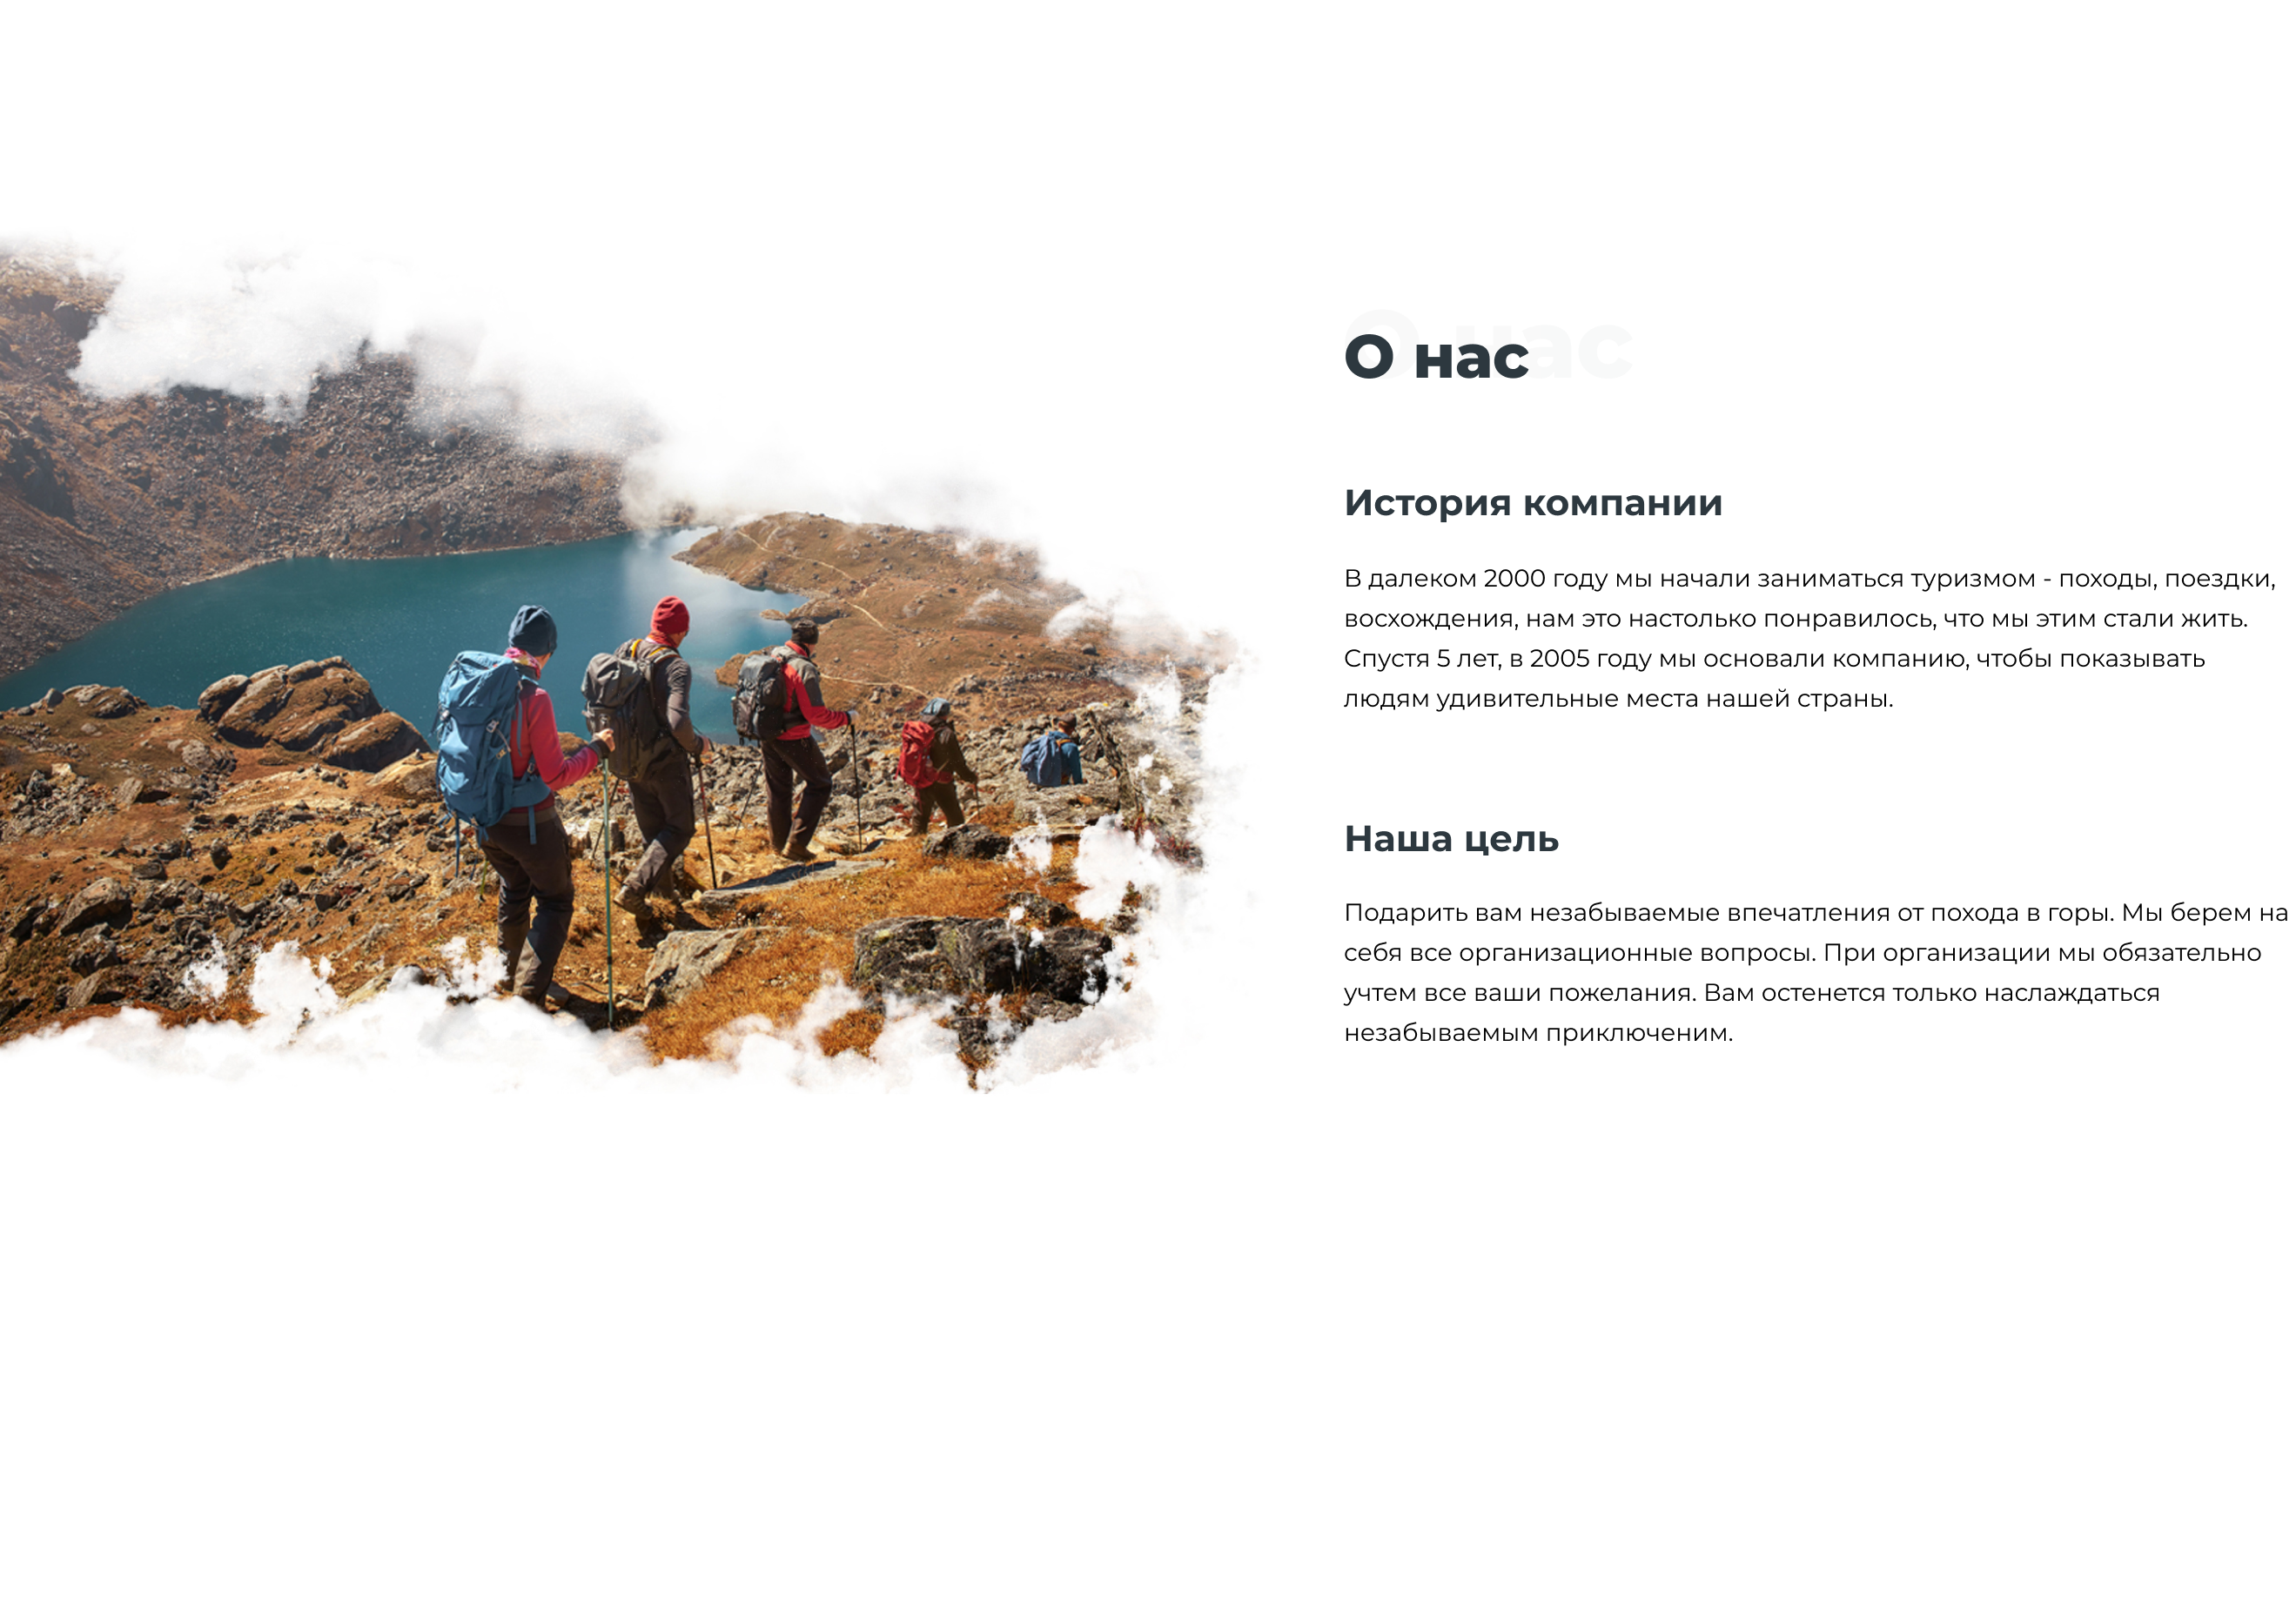 О нас
О нас
История компании
В далеком 2000 году мы начали заниматься туризмом - походы, поездки,
восхождения, нам это настолько понравилось, что мы этим стали жить.
Спустя 5 лет, в 2005 году мы основали компанию, чтобы показывать
людям удивительные места нашей страны.
Наша цель
Подарить вам незабываемые впечатления от похода в горы. Мы берем на
себя все организационные вопросы. При организации мы обязательно
учтем все ваши пожелания. Вам остенется только наслаждаться
незабываемым приключеним.